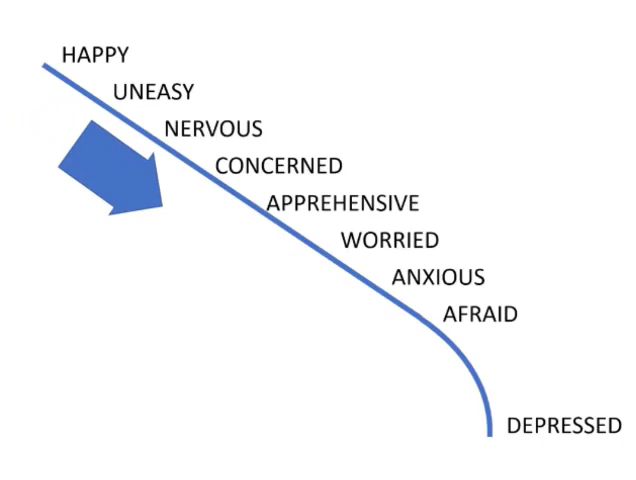 HAPPY
UNEASY
NERVOUS
CONCERNED
APPREHENSIVE
WORRIED
ANXIOUS
AFRAID
DEPRESSED